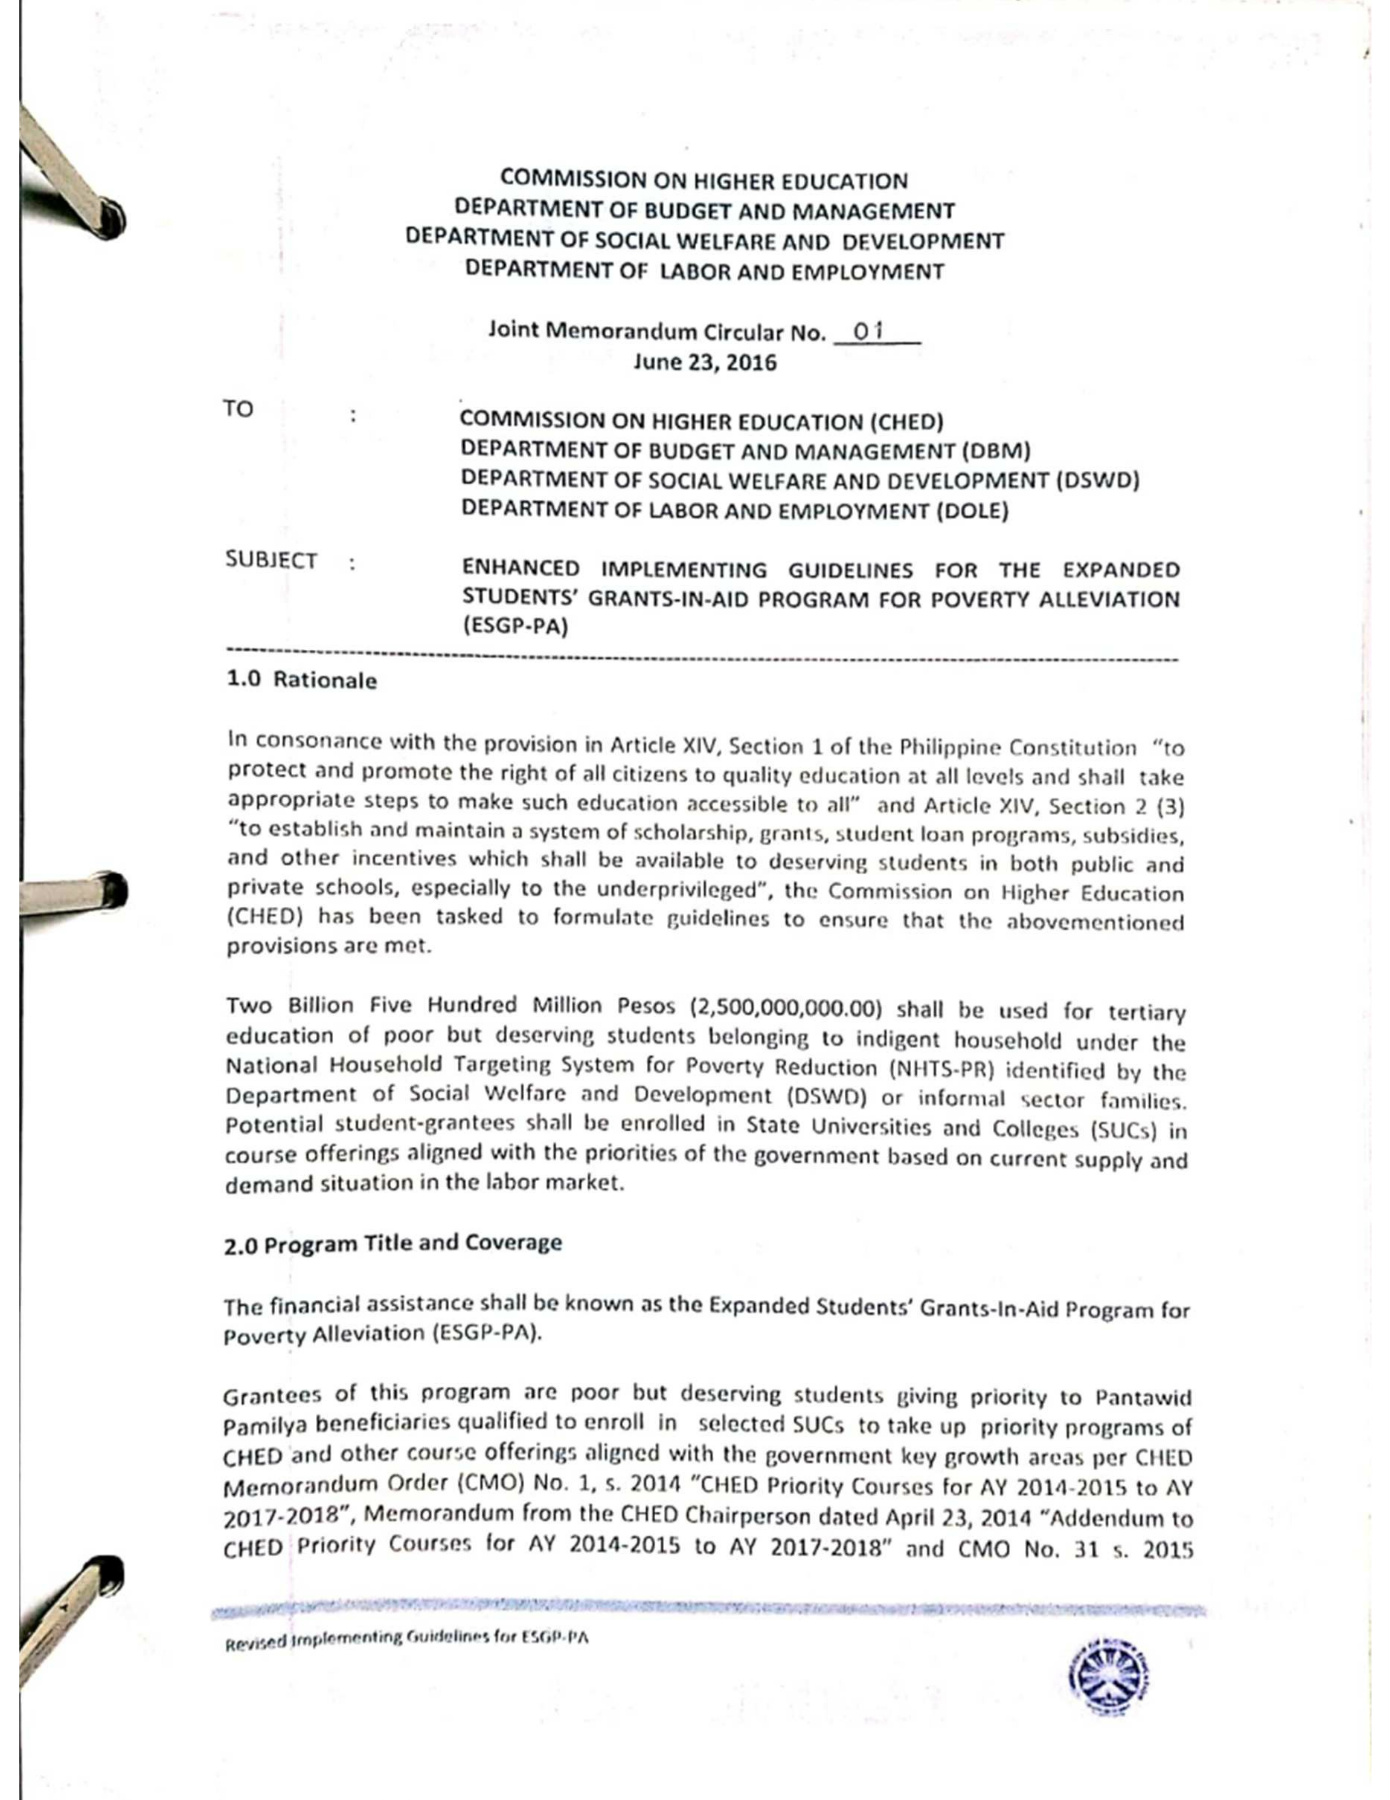 COMMISSION ON HIGHER EDUCATION
DEPARTMENT OF BUDGET AND MANAGEMENT
DEPARTMENT OF SOCIAL WELFARE AND DEVELOPMENT
DEPARTMENT OF LABOR AND EMPLOYMENT
Joint Memorandum Circular No. 01
June 23, 2016
TO : COMMISSION ON HIGHER EDUCATION (CHED)
DEPARTMENT OF BUDGET AND MANAGEMENT (DBM)
DEPARTMENT OF SOCIAL WELFARE AND DEVELOPMENT (DSWD)
DEPARTMENT OF LABOR AND EMPLOYMENT (DOLE)
SUBJECT : ENHANCED IMPLEMENTING GUIDELINES FOR THE EXPANDED
STUDENTS' GRANTS-IN-AID PROGRAM FOR POVERTY ALLEVIATION
(ESGP-PA)
1.0 Rationale
In consonance with the provision in Article XIV, Section 1 of the Philippine Constitution "to
protect and promote the right of all citizens to quality education at all levels and shall take
appropriate steps to make such education accessible to all" and Article XIV, Section 2 (3)
"to establish and maintain a system of scholarship, grants, student loan programs, subsidies,
and other incentives which shall be available to deserving students in both public and
private schools, especially to the underprivileged", the Commission on Higher Education
(CHED) has been tasked to formulate guidelines to ensure that the abovementioned
provisions are met.
Two Billion Five Hundred Million Pesos (2,500,000,000.00) shall be used for tertiary
education of poor but deserving students belonging to indigent household under the
National Household Targeting System for Poverty Reduction (NHTS-PR) identified by the
Department of Social Welfare and Development (DSWD) or informal sector families.
Potential student-grantees shall be enrolled in State Universities and Colleges (SUCs) in
course offerings aligned with the priorities of the government based on current supply and
demand situation in the labor market.
2.0 Program Title and Coverage
The financial assistance shall be known as the Expanded Students' Grants-In-Aid Program for
Poverty Alleviation (ESGP-PA).
Grantees of this program are poor but deserving students giving priority to Pantawid
Pamilya beneficiaries qualified to enroll in selected SUCs to take up priority programs of
CHED and other course offerings aligned with the government key growth areas per CHED
Memorandum Order (CMO) No. 1, s. 2014 "CHED Priority Courses for AY 2014-2015 to AY
2017-2018", Memorandum from the CHED Chairperson dated April 23, 2014 "Addendum to
CHED Priority Courses for AY 2014-2015 to AY 2017-2018" and CMO No. 31 s. 2015
Revised Implementing Guidelines for ESGP-PA